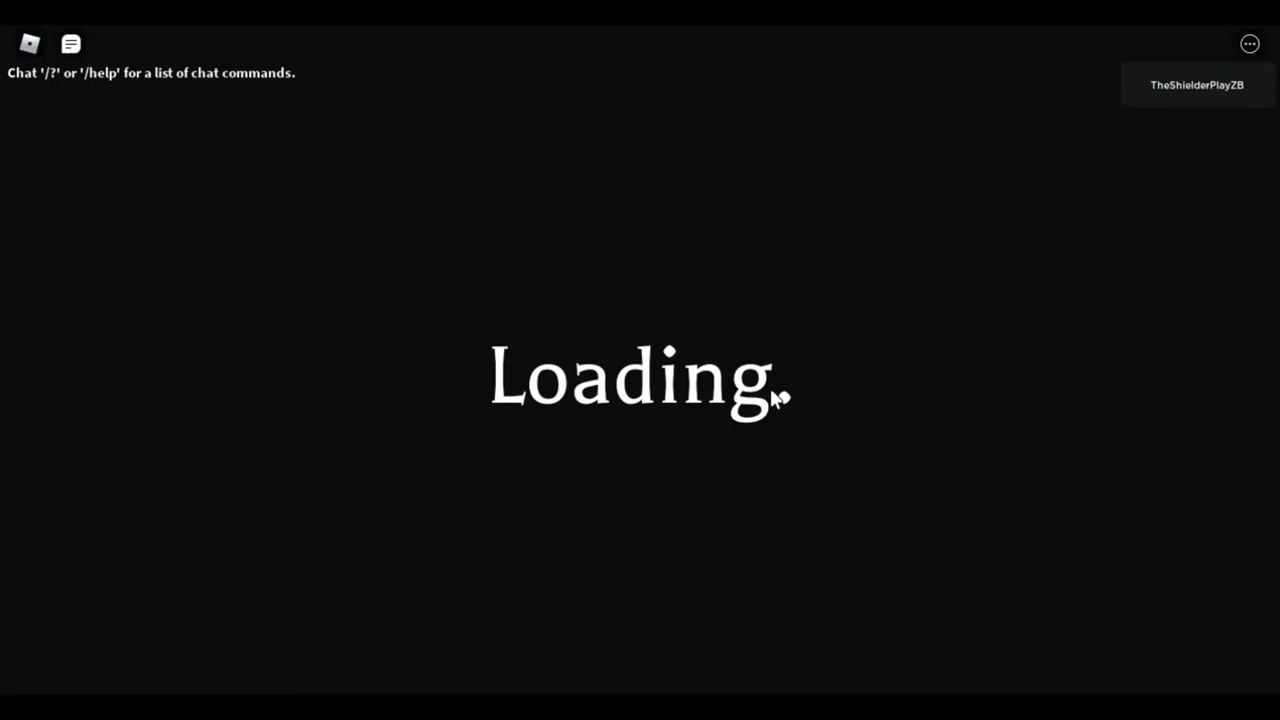 Chat '/?' or '/help' for a list of chat commands.
TheShielderPlayZB
Loading.